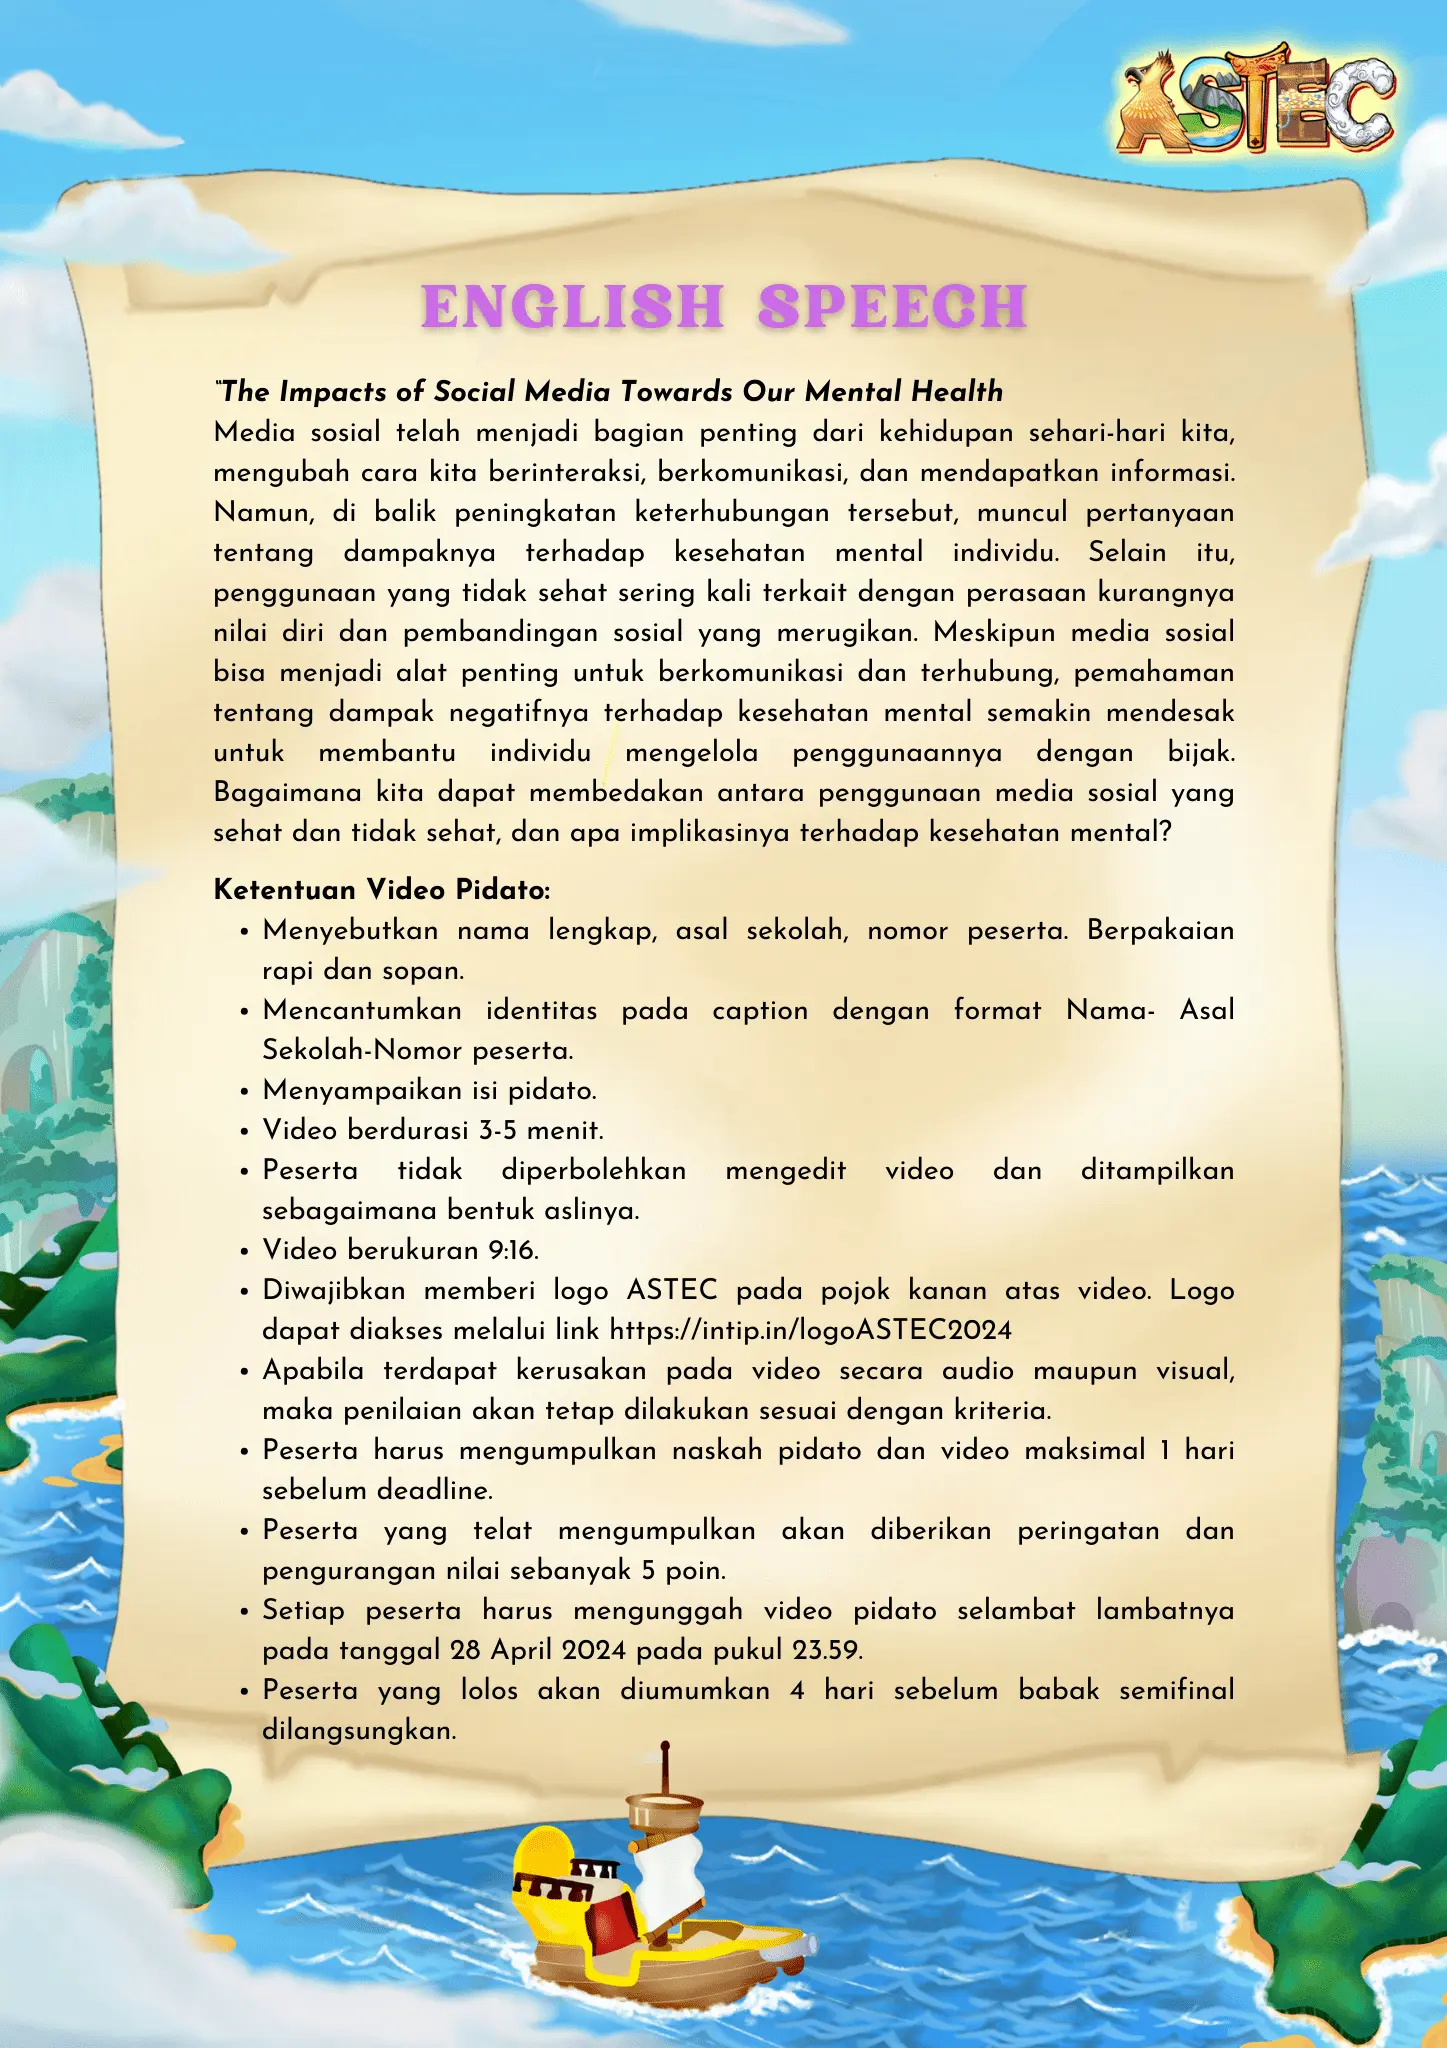 ASTEC
ENGLISH SPEECH
"The Impacts of Social Media Towards Our Mental Health
Media sosial telah menjadi bagian penting dari kehidupan sehari-hari kita,
mengubah cara kita berinteraksi, berkomunikasi, dan mendapatkan informasi.
Namun, di balik peningkatan keterhubungan tersebut, muncul pertanyaan
tentang dampaknya terhadap kesehatan mental individu. Selain itu,
penggunaan yang tidak sehat sering kali terkait dengan perasaan kurangnya
nilai diri dan pembandingan sosial yang merugikan. Meskipun media sosial
bisa menjadi alat penting untuk berkomunikasi dan terhubung, pemahaman
tentang dampak negatifnya terhadap kesehatan mental semakin mendesak
untuk membantu individu mengelola penggunaannya dengan bijak.
Bagaimana kita dapat membedakan antara penggunaan media sosial yang
sehat dan tidak sehat, dan apa implikasinya terhadap kesehatan mental?
Ketentuan Video Pidato:
• Menyebutkan nama lengkap, asal sekolah, nomor peserta. Berpakaian
rapi dan sopan.
• Mencantumkan identitas pada caption dengan format Nama- Asal
Sekolah-Nomor peserta.
• Menyampaikan isi pidato.
• Video berdurasi 3-5 menit.
• Peserta tidak diperbolehkan mengedit video dan ditampilkan
sebagaimana bentuk aslinya.
• Video berukuran 9:16.
• Diwajibkan memberi logo ASTEC pada pojok kanan atas video. Logo
dapat diakses melalui link https://intip.in/logoASTEC2024
• Apabila terdapat kerusakan pada video secara audio maupun visual,
maka penilaian akan tetap dilakukan sesuai dengan kriteria.
• Peserta harus mengumpulkan naskah pidato dan video maksimal 1 hari
sebelum deadline.
• Peserta yang telat mengumpulkan akan diberikan peringatan dan
pengurangan nilai sebanyak 5 poin.
• Setiap peserta harus mengunggah video pidato selambat lambatnya
pada tanggal 28 April 2024 pada pukul 23.59.
• Peserta yang lolos akan diumumkan 4 hari sebelum babak semifinal
dilangsungkan.